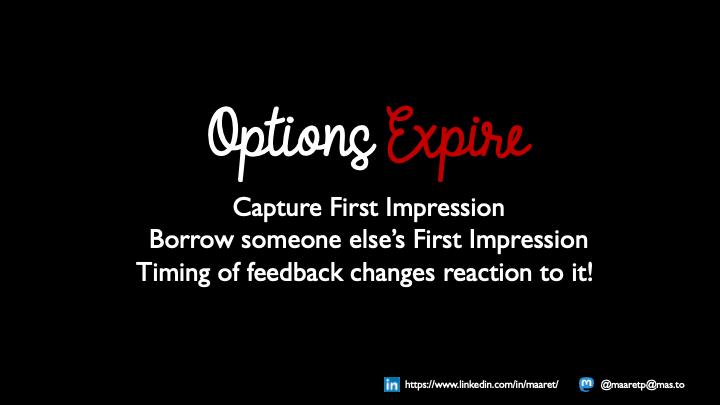 Options Expire
Capture First Impression
Borrow someone else’s First Impression
Timing of feedback changes reaction to it!
https://www.linkedin.com/in/maaret/ @maaretp@mas.to